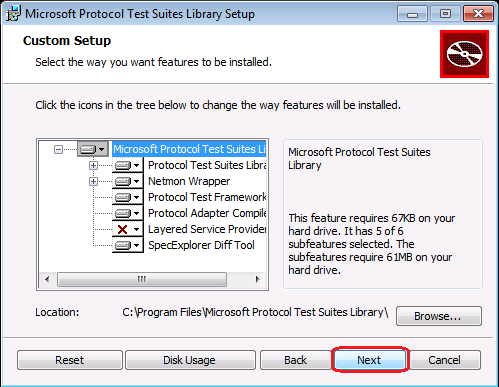 Microsoft Protocol Test Suites Library Setup
Custom Setup
Select the way you want features to be installed.
Click the icons in the tree below to change the way features will be installed.
Microsoft Protocol Test Suites Li
Protocol Test Suites Libra
Netmon Wrapper
Protocol Test Framework
Protocol Adapter Compile
Layered Service Provider
SpecExplorer Diff Tool
Microsoft Protocol Test Suites
Library
This feature requires 67KB on your
hard drive. It has 5 of 6
subfeatures selected. The
subfeatures require 61MB on your
hard drive.
Location: C:\Program Files\Microsoft Protocol Test Suites Library\
Browse...
Reset Disk Usage Back Next Cancel